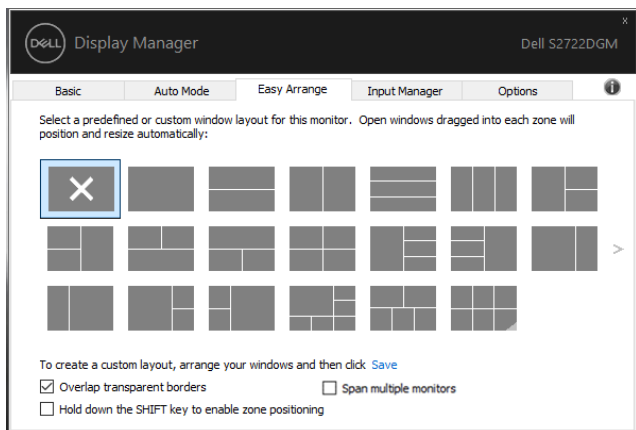 x
DELL Display Manager Dell S2722DGM
Basic Auto Mode Easy Arrange Input Manager Options i
Select a predefined or custom window layout for this monitor. Open windows dragged into each zone will
position and resize automatically:
>
To create a custom layout, arrange your windows and then click Save
Overlap transparent borders Span multiple monitors
Hold down the SHIFT key to enable zone positioning